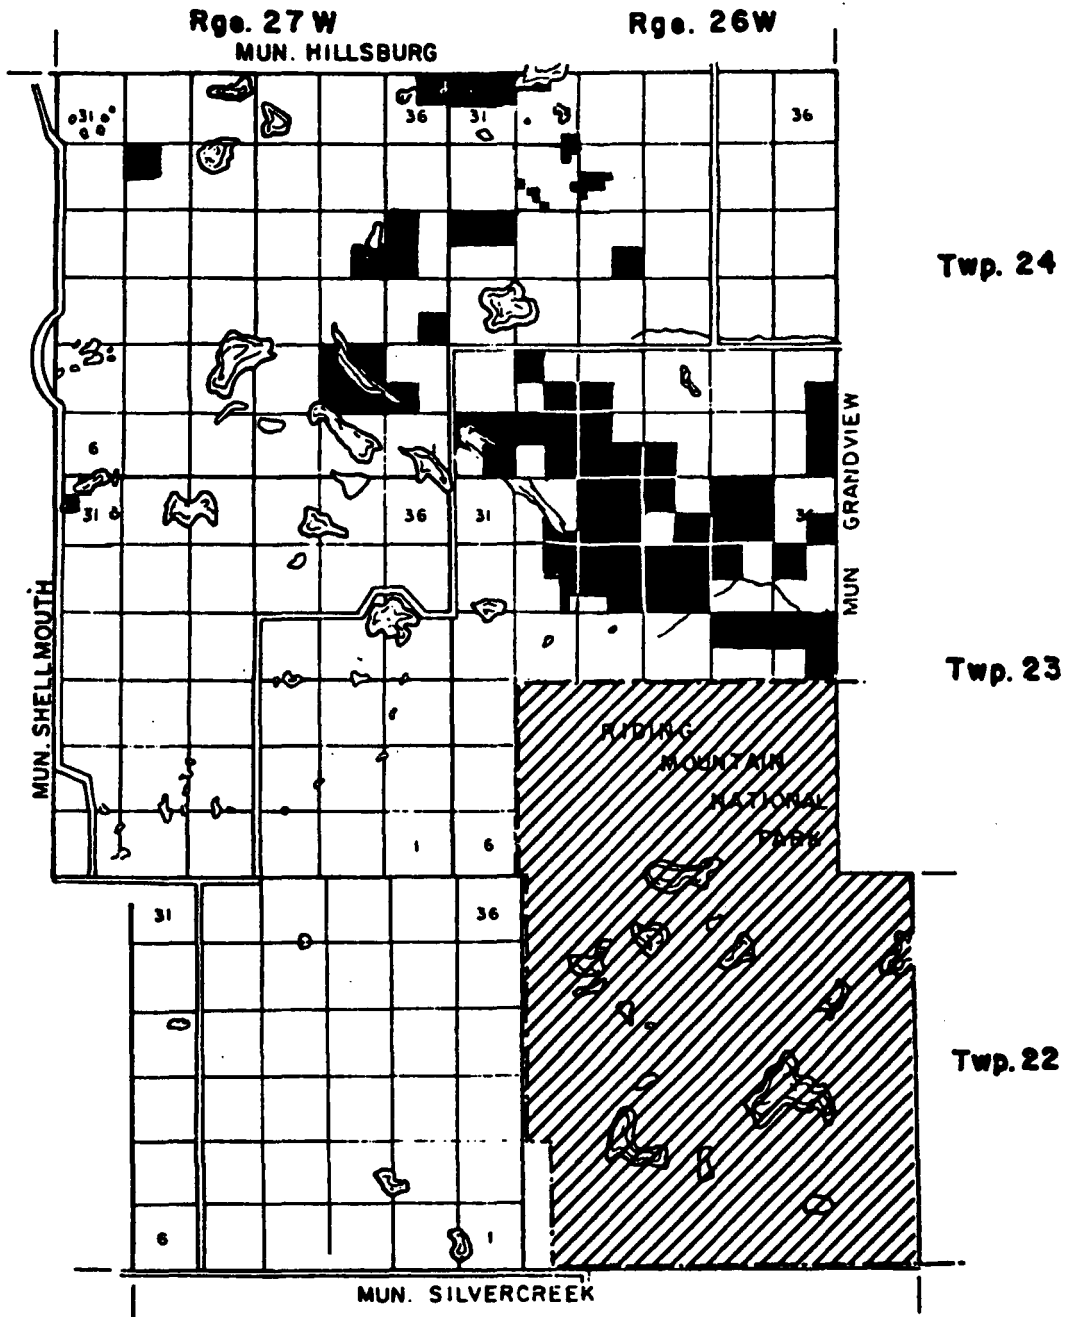 Rge. 27 W Rge. 26W
MUN. HILLSBURG
31 36 31 36
Twp. 24
6
31 36 31 36
MUN GRANDVIEW
MUN. SHELLMOUTH
Twp. 23
RIDING
MOUNTAIN
NATIONAL
PARK
1 6
31 36
Twp. 22
6 1
MUN. SILVERCREEK